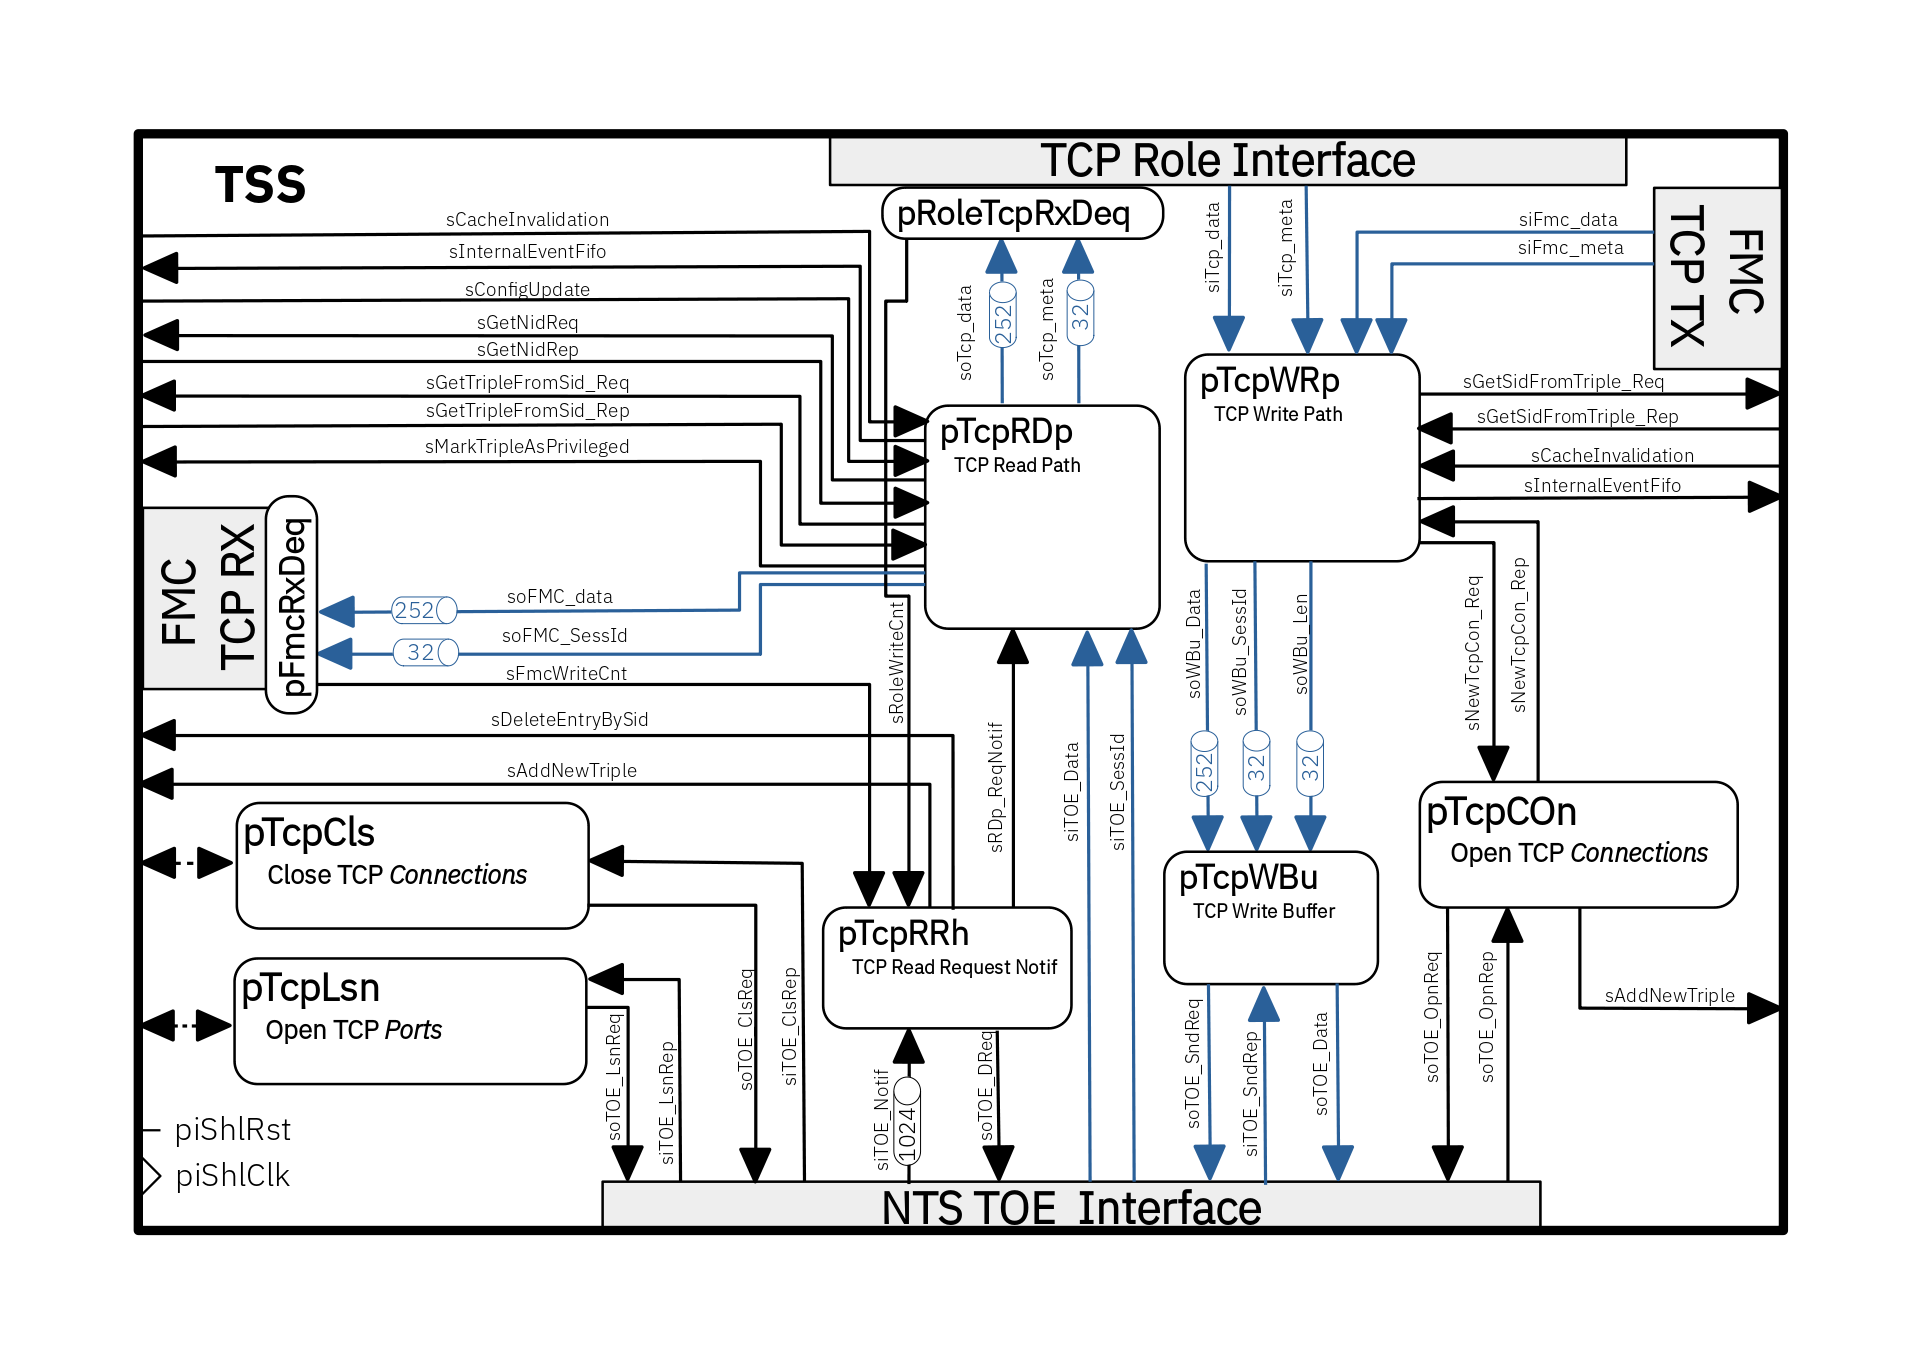 TSS
TCP Role Interface
pRoleTcpRxDeq
sCacheInvalidation
sInternalEventFifo
sConfigUpdate
sGetNidReq
sGetNidRep
sGetTripleFromSid_Req
sGetTripleFromSid_Rep
sMarkTripleAsPrivileged
soTcp_data
252
soTcp_meta
32
siTcp_data
siTcp_meta
siFmc_data
siFmc_meta
FMC
TCP TX
pTcpRDp
TCP Read Path
pTcpWRp
TCP Write Path
sGetSidFromTriple_Req
sGetSidFromTriple_Rep
sCacheInvalidation
sInternalEventFifo
FMC
TCP RX
pFmcRxDeq
252
soFMC_data
32
soFMC_SessId
sFmcWriteCnt
sRoleWriteCnt
sDeleteEntryBySid
sAddNewTriple
sRDp_ReqNotif
siTOE_Data
siTOE_SessId
soWBu_Data
soWBu_SessId
soWBu_Len
252
32
32
sNewTcpCon_Req
sNewTcpCon_Rep
pTcpCls
Close TCP Connections
pTcpLsn
Open TCP Ports
pTcpRRh
TCP Read Request Notif
pTcpWBu
TCP Write Buffer
pTcpCOn
Open TCP Connections
sAddNewTriple
soTOE_LsnReq
siTOE_LsnRep
soTOE_ClsReq
siTOE_ClsRep
siTOE_Notif
1024
soTOE_DReq
soTOE_SndReq
siTOE_SndRep
soTOE_Data
soTOE_OpnReq
soTOE_OpnRep
piShlRst
piShlClk
NTS TOE  Interface